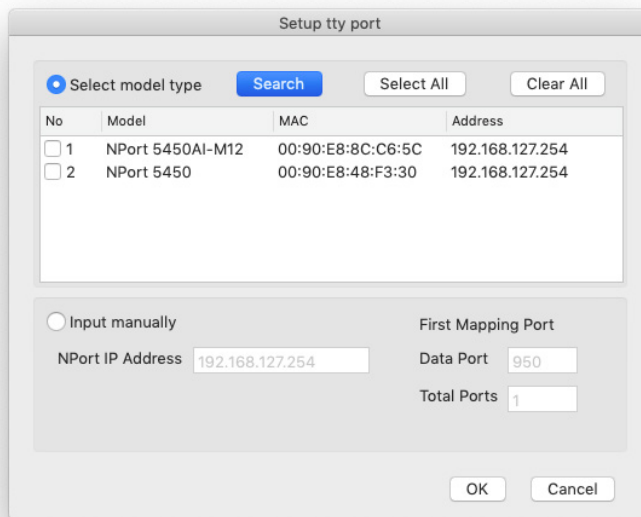 Setup tty port
Select model type Search Select All Clear All
No Model MAC Address
1 NPort 5450AI-M12 00:90:E8:8C:C6:5C 192.168.127.254
2 NPort 5450 00:90:E8:48:F3:30 192.168.127.254
Input manually First Mapping Port
NPort IP Address 192.168.127.254 Data Port 950
Total Ports 1
OK Cancel